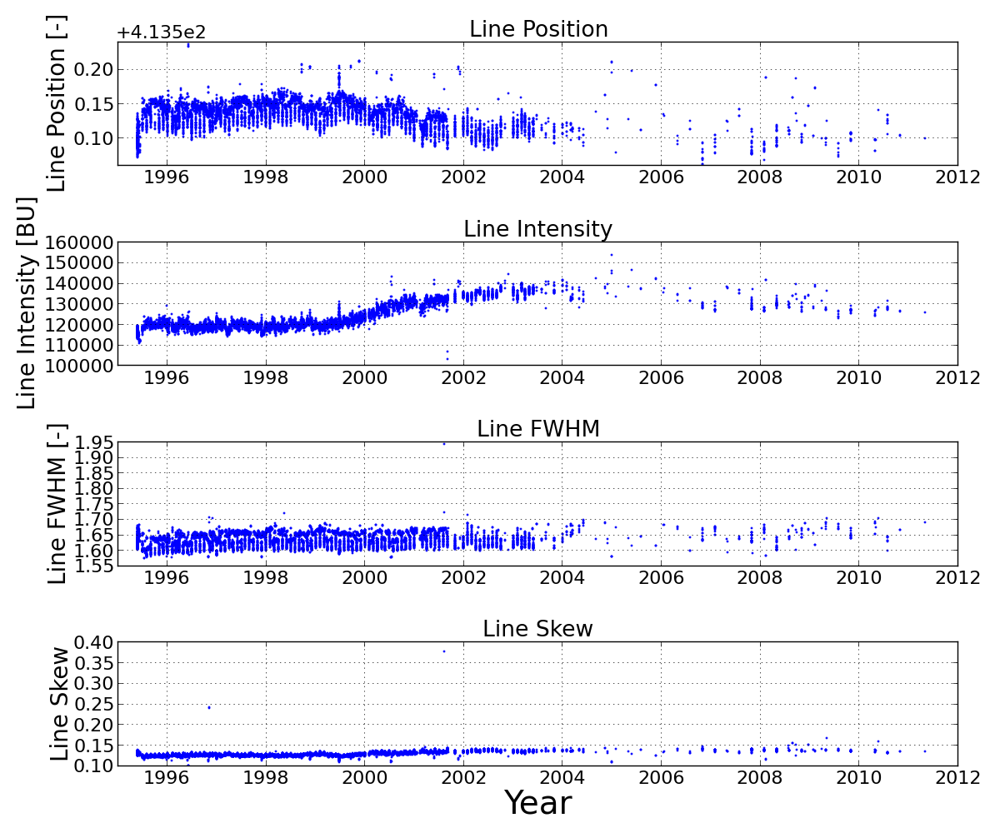 Line Position
+4.135e2
Line Position [-]
0.20
0.15
0.10
1996 1998 2000 2002 2004 2006 2008 2010 2012
Line Intensity
Line Intensity [BU]
160000
150000
140000
130000
120000
110000
100000
1996 1998 2000 2002 2004 2006 2008 2010 2012
Line FWHM
Line FWHM [-]
1.95
1.90
1.85
1.80
1.75
1.70
1.65
1.60
1.55
1996 1998 2000 2002 2004 2006 2008 2010 2012
Line Skew
Line Skew
0.40
0.35
0.30
0.25
0.20
0.15
0.10
1996 1998 2000 2002 2004 2006 2008 2010 2012
Year